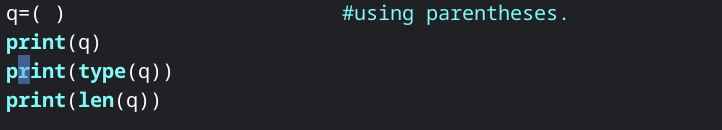 q=( )                       #using parentheses.
print(q)
print(type(q))
print(len(q))